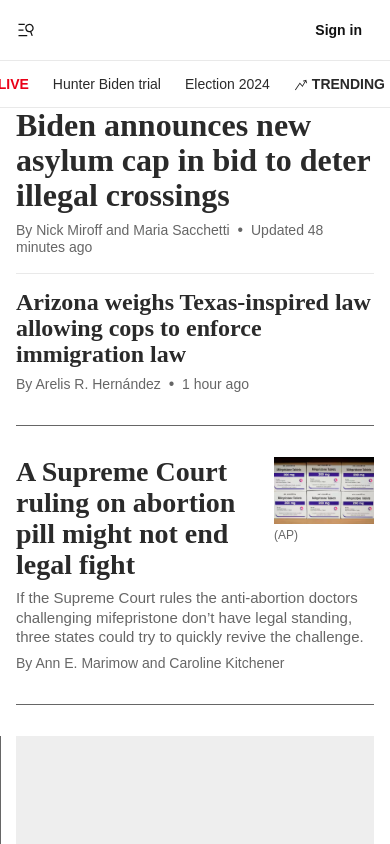 Sign in
LIVE Hunter Biden trial Election 2024 TRENDING
Biden announces new
asylum cap in bid to deter
illegal crossings
By Nick Miroff and Maria Sacchetti • Updated 48
minutes ago
Arizona weighs Texas-inspired law
allowing cops to enforce
immigration law
By Arelis R. Hernández • 1 hour ago
A Supreme Court
ruling on abortion
pill might not end
legal fight
(AP)
If the Supreme Court rules the anti-abortion doctors
challenging mifepristone don’t have legal standing,
three states could try to quickly revive the challenge.
By Ann E. Marimow and Caroline Kitchener